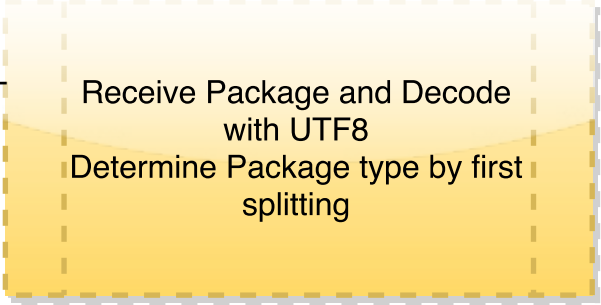 Receive Package and Decode
with UTF8
Determine Package type by first
splitting